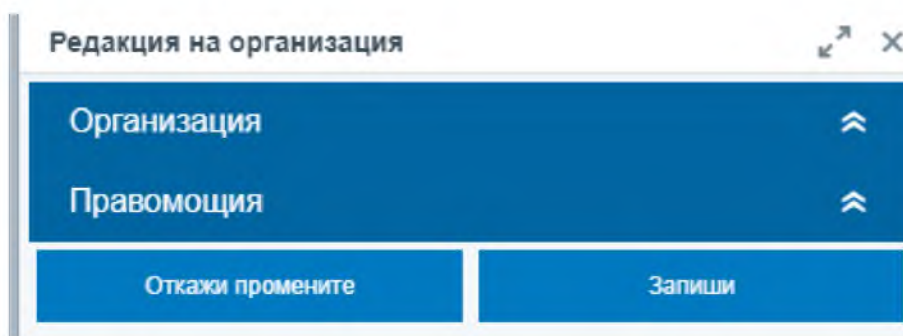 Редакция на организация
Организация
Правомощия
Откажи промените
Запиши